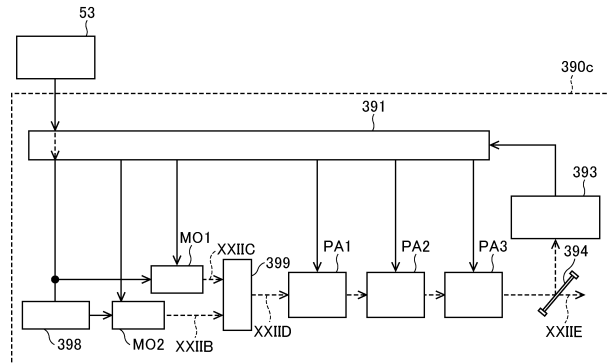 53
390c
391
393
MO1
XXIIC
399
PA1
PA2
PA3
394
398
MO2
XXIIB
XXIID
XXIIE